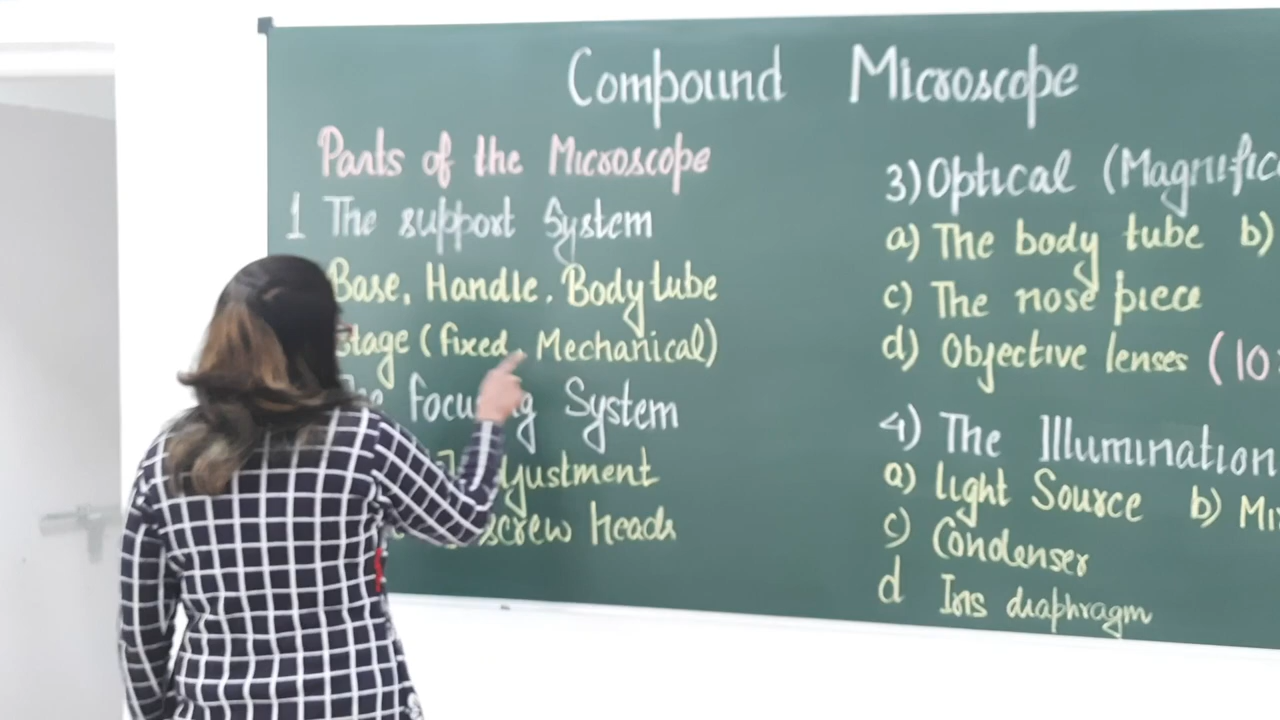 Compound Microscope
Parts of the Microscope
1 The support System
Base, Handle. Body tube
Stage (fixed, Mechanical)
Focusing System
adjustment
screw heads
3) Optical (Magnific
a) The body tube b)
c) The nose piece
d) Objective lenses (10
4) The Illumination
a) light Source b) Mi
c) Condenser
d Iris diaphragm